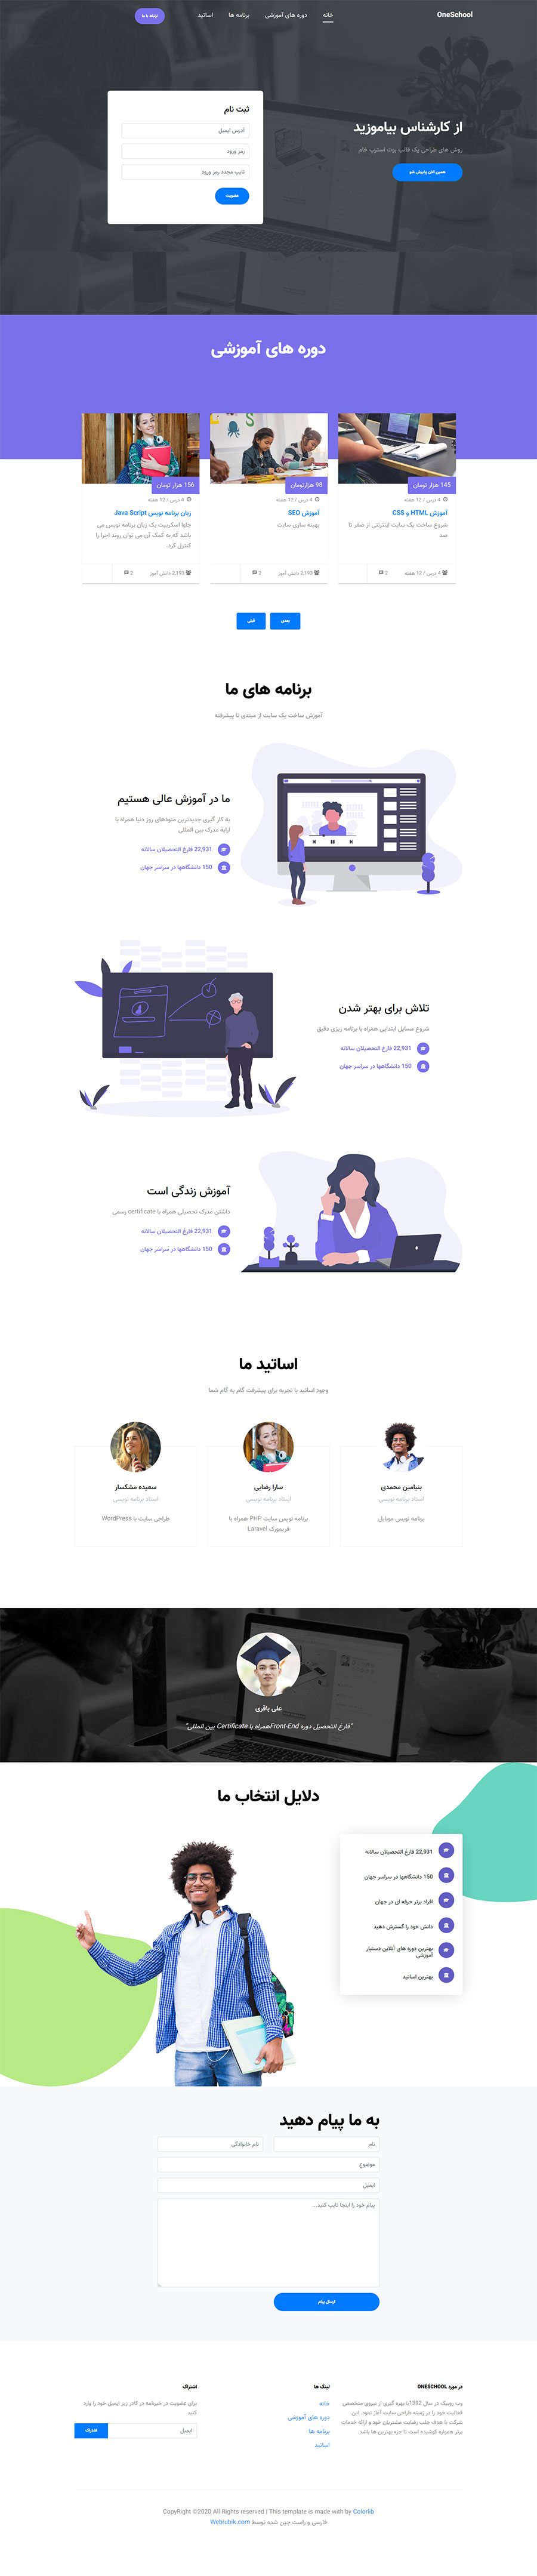 OneSchool
خانه
دوره های آموزشی
برنامه ها
اساتید
ارتباط با ما
از کارشناس بیاموزید
روش های طراحی یک قالب بوت استرپ خام
همین الان پذیرش شو
ثبت نام
آدرس ایمیل
رمز ورود
تایپ مجدد رمز ورود
عضویت
دوره های آموزشی
145 هزار تومان
4 درس / 12 هفته
آموزش HTML و CSS
شروع ساخت یک سایت اینترنتی از صفر تا
صد
4 درس / 12 هفته
2
98 هزارتومان
4 درس / 12 هفته
آموزش SEO
بهینه سازی سایت
2,193 دانش آموز
2
156 هزار تومان
4 درس / 12 هفته
زبان برنامه نویس Java Script
جاوا اسکریپت یک زبان برنامه نویس می
باشد که به کمک آن می توان روند اجرا را
کنترل کرد.
2,193 دانش آموز
2
بعدی
قبلی
برنامه های ما
آموزش ساخت یک سایت از مبتدی تا پیشرفته
ما در آموزش عالی هستیم
به کار گیری جدیدترین متودهای روز دنیا همراه با
ارایه مدرک بین المللی
22,931 فارغ التحصیلان سالانه
150 دانشگاهها در سراسر جهان
تلاش برای بهتر شدن
شروع مسایل ابتدایی همراه با برنامه ریزی دقیق
22,931 فارغ التحصیلان سالانه
150 دانشگاهها در سراسر جهان
آموزش زندگی است
داشتن مدرک تحصیلی همراه با certificate رسمی
22,931 فارغ التحصیلان سالانه
150 دانشگاهها در سراسر جهان
اساتید ما
وجود اساتید با تجربه برای پیشرفت گام به گام شما
بنیامین محمدی
استاد برنامه نویسی
برنامه نویس موبایل
سارا رضایی
استاد برنامه نویسی
برنامه نویس سایت PHP همراه با
فریمورک Laravel
سعیده مشکسار
استاد برنامه نویسی
طراحی سایت با WordPress
علی باقری
"فارغ التحصیل دوره Front-End همراه با Certificate بین المللی"
دلایل انتخاب ما
22,931 فارغ التحصیلان سالانه
150 دانشگاهها در سراسر جهان
افراد برتر حرفه ای در جهان
دانش خود را گسترش دهید
بهترین دوره های آنلاین دستیار
آموزشی
بهترین اساتید
به ما پیام دهید
نام
نام خانوادگی
موضوع
ایمیل
پیام خود را اینجا تایپ کنید...
ارسال پیام
در مورد ONESCHOOL
وب روبیک در سال 1392 با بهره گیری از نیروی متخصص
فعالیت خود را در زمینه طراحی سایت آغاز نمود. این
شرکت با هدف جلب رضایت مشتریان خود و ارائه خدمات
برتر همواره کوشیده است تا جزء بهترین ها باشد.
لینک ها
خانه
دوره های آموزشی
برنامه ها
اساتید
اشتراک
برای عضویت در خبرنامه در کادر زیر ایمیل خود را وارد
کنید
ایمیل
اشتراک
CopyRight ©2020 All Rights reserved | This template is made with by Colorlib
فارسی و راست چین شده توسط Webrubik.com